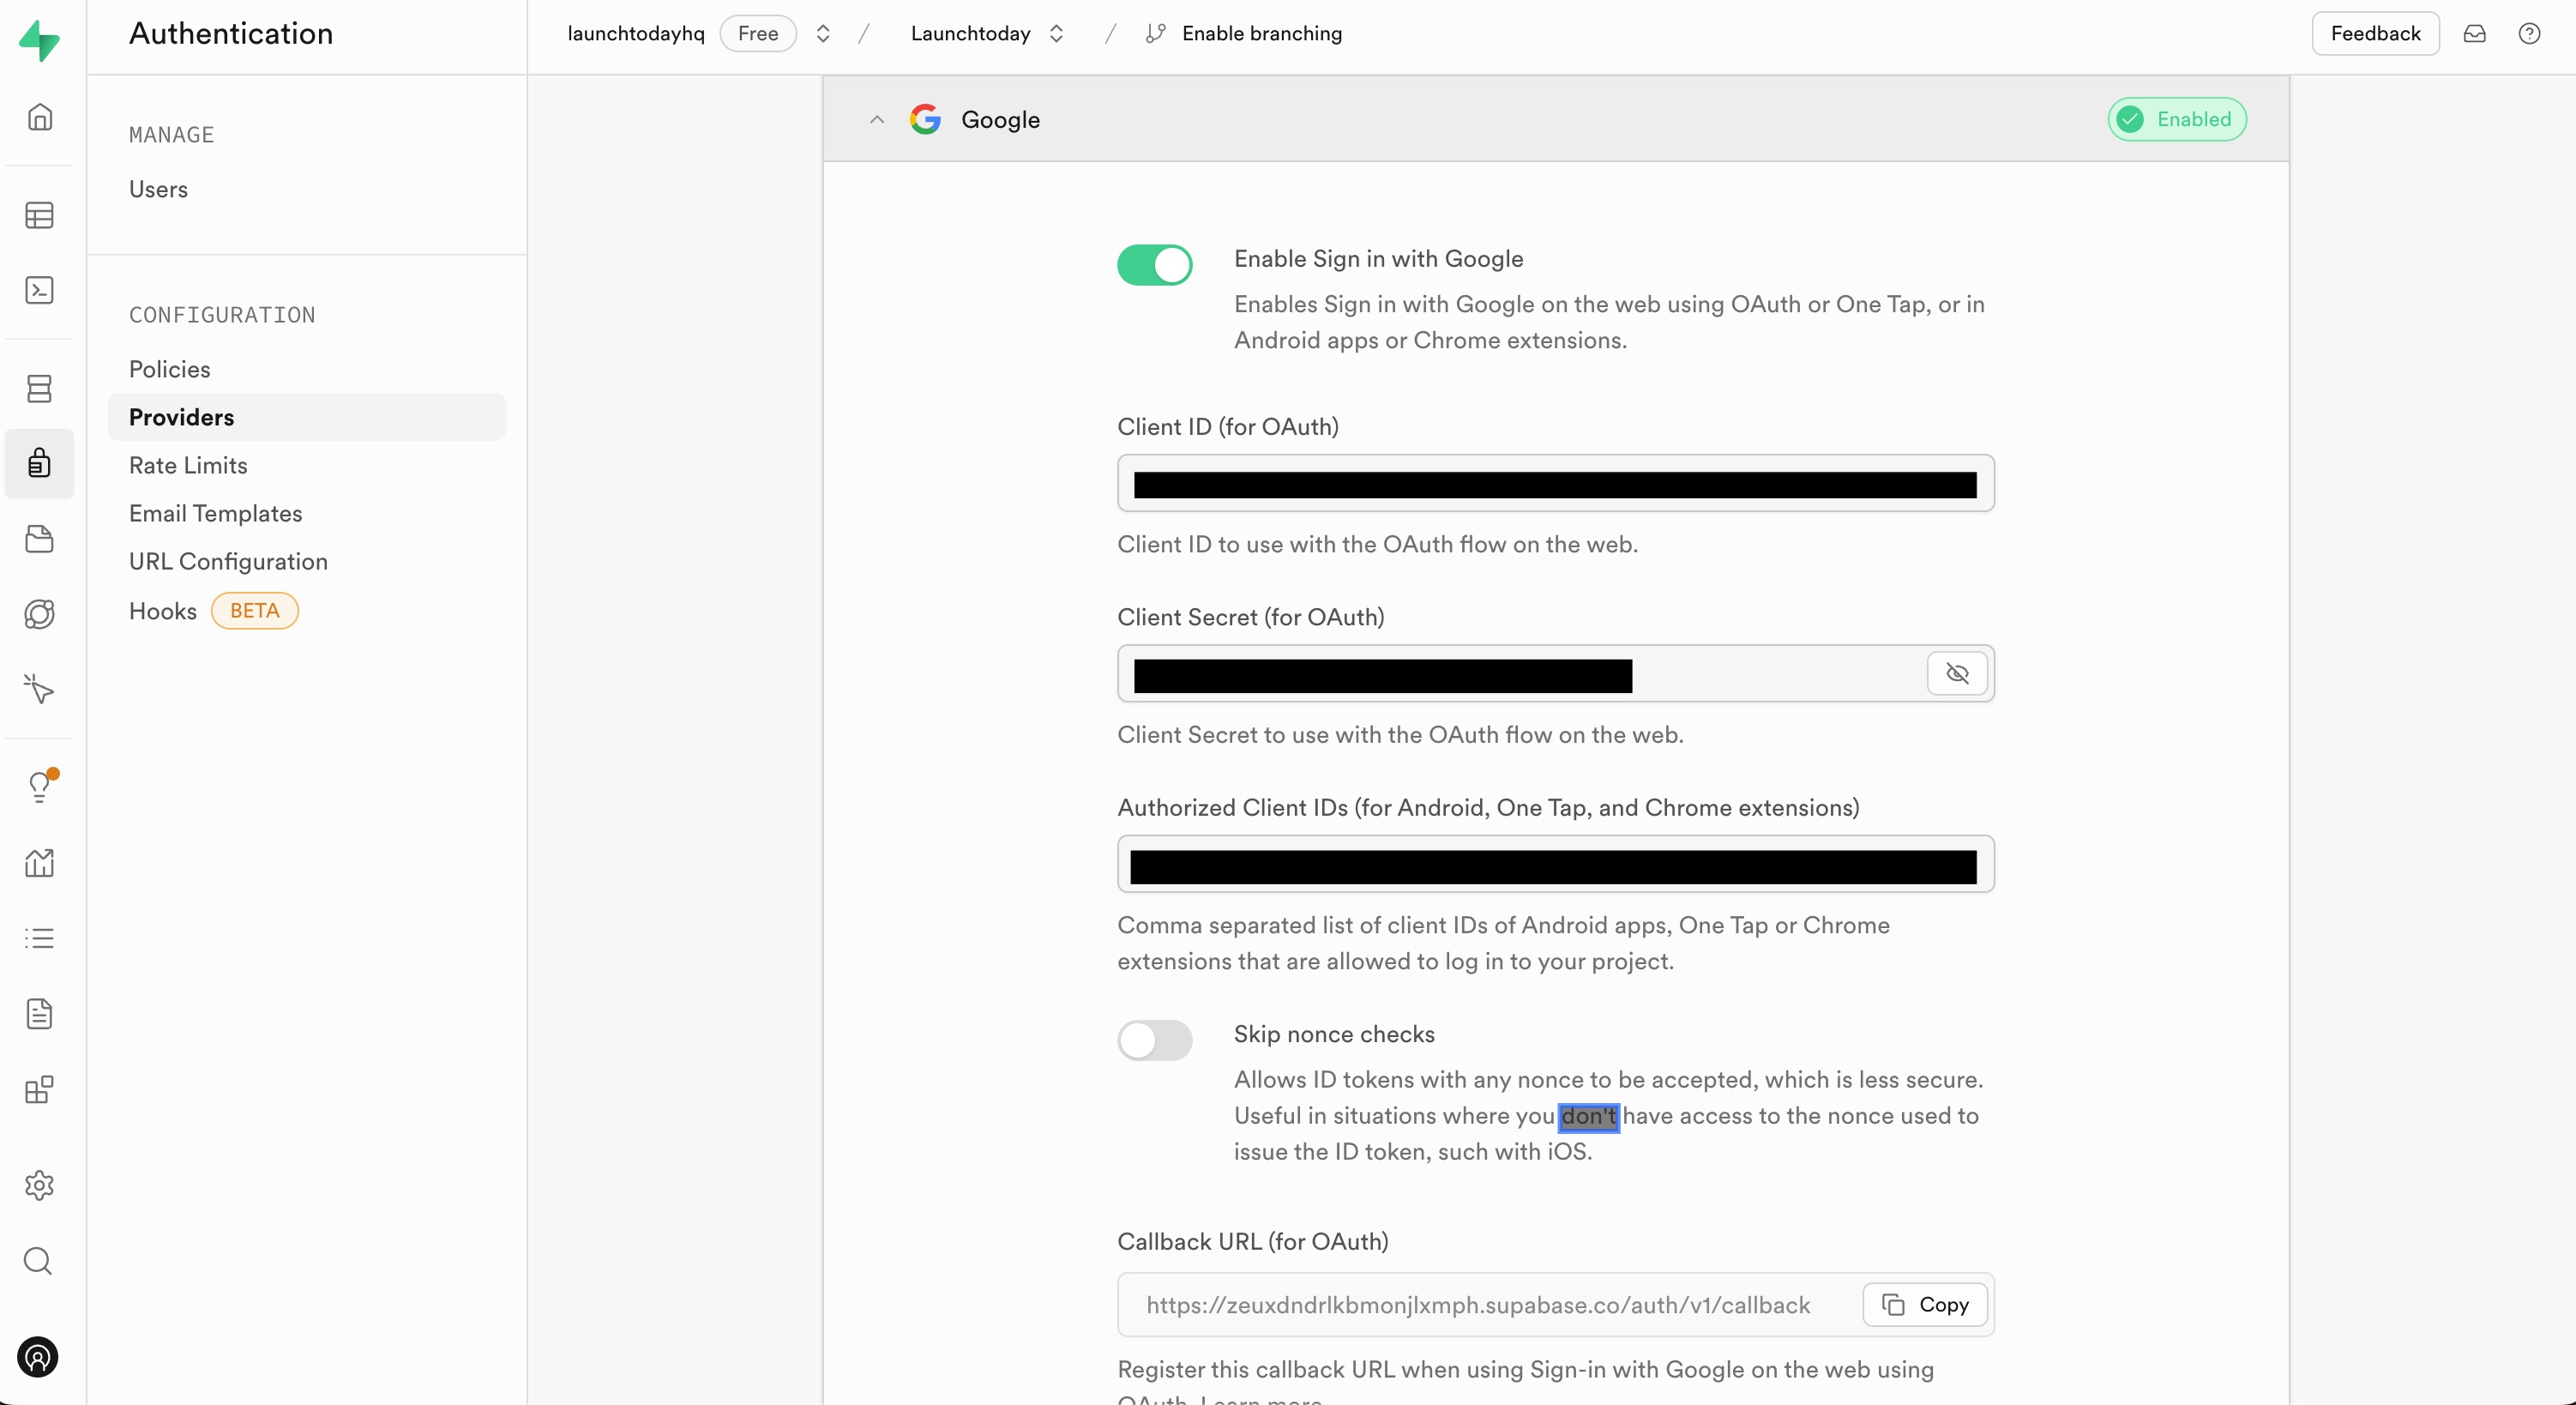 Authentication
launchtodayhq Free / Launchtoday / Enable branching
Feedback
MANAGE
Users
CONFIGURATION
Policies
Providers
Rate Limits
Email Templates
URL Configuration
Hooks BETA
Google
Enabled
Enable Sign in with Google
Enables Sign in with Google on the web using OAuth or One Tap, or in
Android apps or Chrome extensions.
Client ID (for OAuth)
Client ID to use with the OAuth flow on the web.
Client Secret (for OAuth)
Client Secret to use with the OAuth flow on the web.
Authorized Client IDs (for Android, One Tap, and Chrome extensions)
Comma separated list of client IDs of Android apps, One Tap or Chrome
extensions that are allowed to log in to your project.
Skip nonce checks
Allows ID tokens with any nonce to be accepted, which is less secure.
Useful in situations where you don't have access to the nonce used to
issue the ID token, such with iOS.
Callback URL (for OAuth)
https://zeuxdndrlkbmonjlxmph.supabase.co/auth/v1/callback
Copy
Register this callback URL when using Sign-in with Google on the web using
OAuth. Learn more